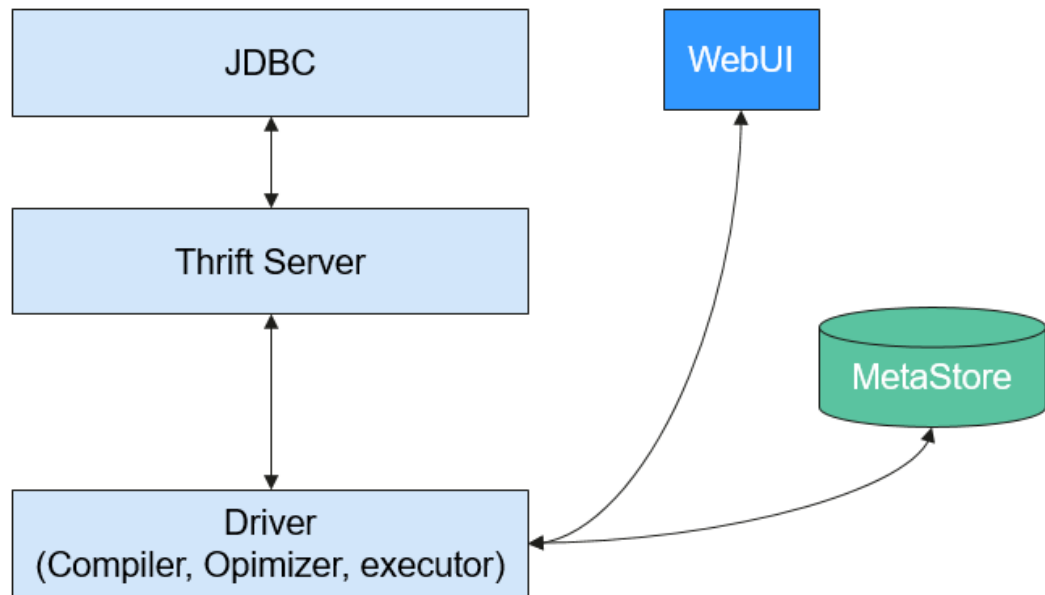 JDBC
WebUI
Thrift Server
MetaStore
Driver
(Compiler, Opimizer, executor)